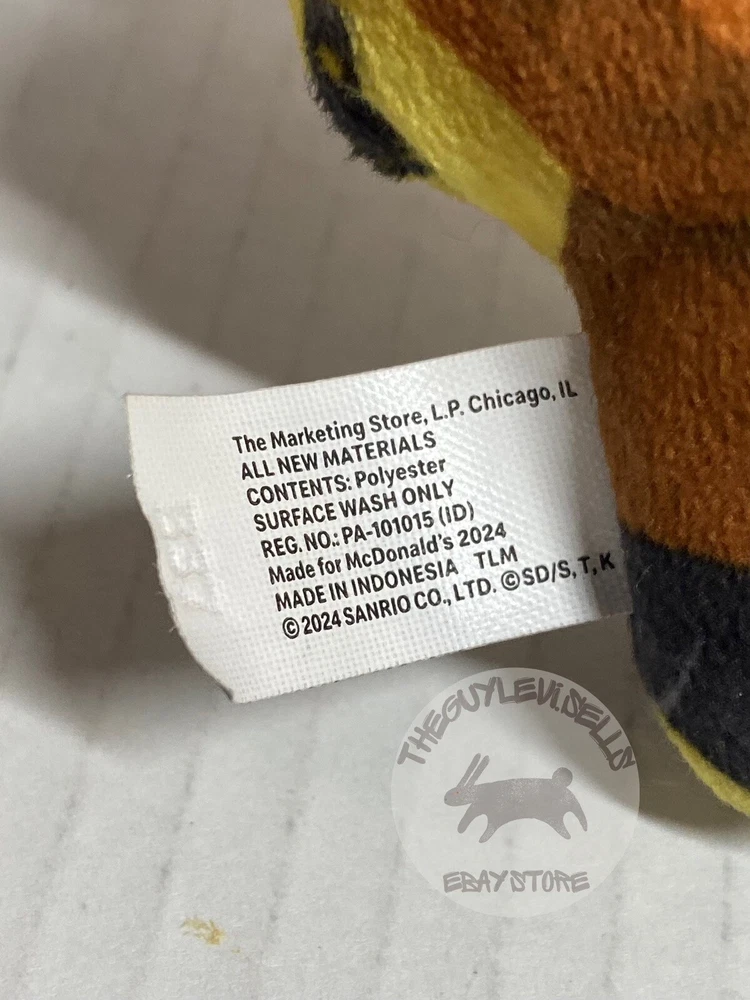 The Marketing Store, L.P. Chicago, IL
ALL NEW MATERIALS
CONTENTS: Polyester
SURFACE WASH ONLY
REG. NO.: PA-101015 (ID)
Made for McDonald's 2024
MADE IN INDONESIA TLM
©2024 SANRIO CO., LTD. ©SD/S, T, K
THEGUYLEVI.SELLS
EBAY STORE